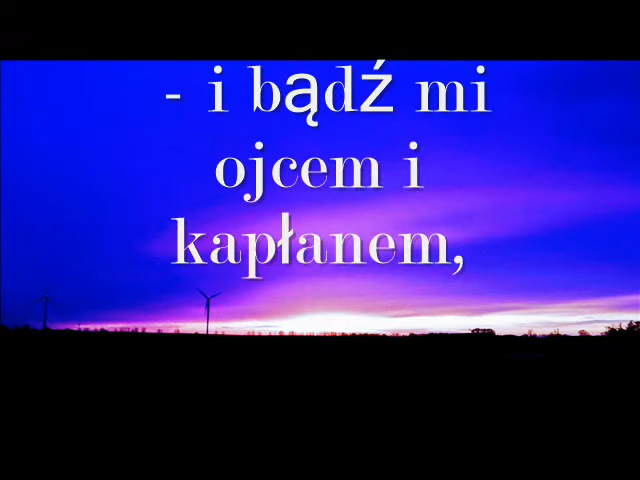 - i bądź mi
ojcem i
kapłanem,